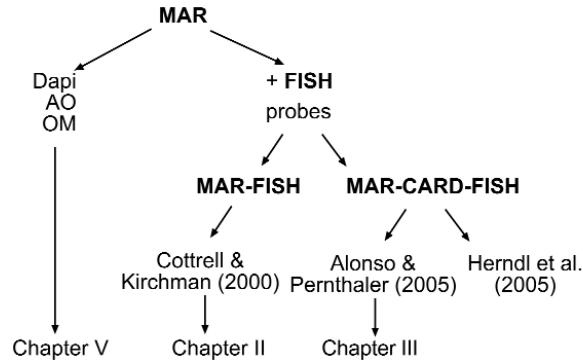 MAR
Dapi
AO
OM
+ FISH
probes
MAR-FISH
MAR-CARD-FISH
Cottrell &
Kirchman (2000)
Alonso &
Pernthaler (2005)
Herndl et al.
(2005)
Chapter V
Chapter II
Chapter III